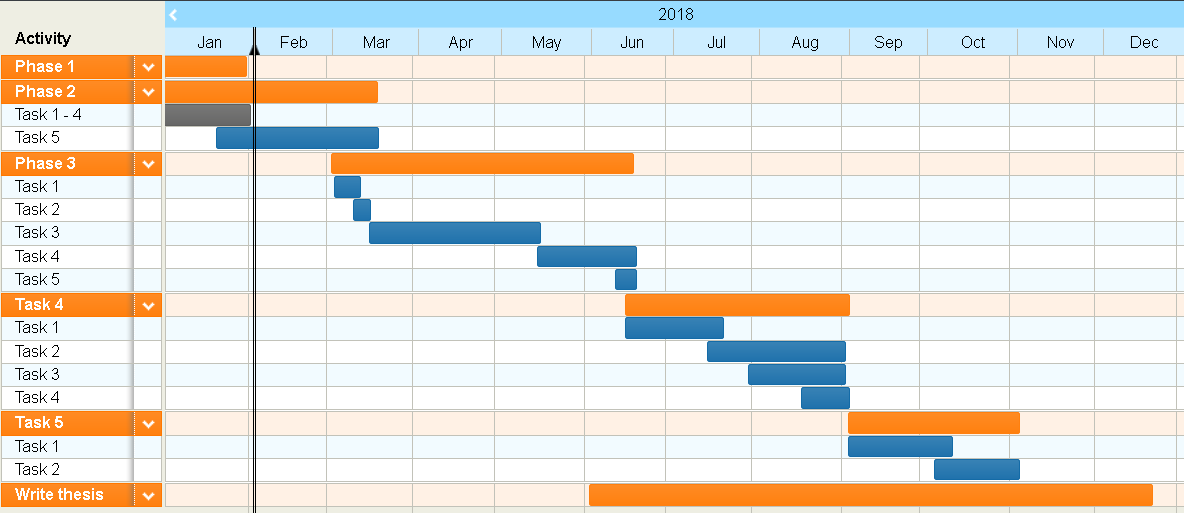 2018
Activity
Jan Feb Mar Apr May Jun Jul Aug Sep Oct Nov Dec
Phase 1
Phase 2
Task 1 - 4
Task 5
Phase 3
Task 1
Task 2
Task 3
Task 4
Task 5
Task 4
Task 1
Task 2
Task 3
Task 4
Task 5
Task 1
Task 2
Write thesis